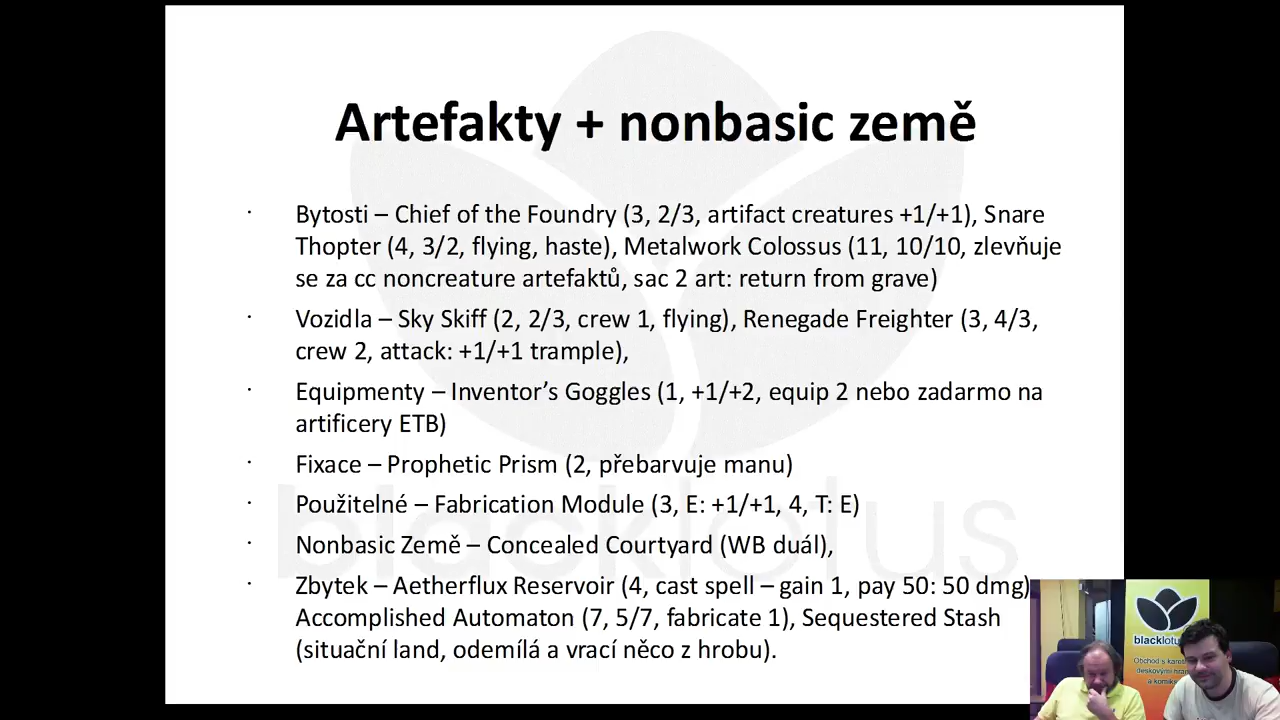 Artefakty + nonbasic země
Bytosti – Chief of the Foundry (3, 2/3, artifact creatures +1/+1), Snare
Thopter (4, 3/2, flying, haste), Metalwork Colossus (11, 10/10, zlevňuje
se za cc noncreature artefaktů, sac 2 art: return from grave)
Vozidla – Sky Skiff (2, 2/3, crew 1, flying), Renegade Freighter (3, 4/3,
crew 2, attack: +1/+1 trample),
Equipmenty – Inventor’s Goggles (1, +1/+2, equip 2 nebo zadarmo na
artificery ETB)
Fixace – Prophetic Prism (2, přebarvuje manu)
Použitelné – Fabrication Module (3, E: +1/+1, 4, T: E)
blacklotus
Nonbasic Země – Concealed Courtyard (WB duál),
Zbytek – Aetherflux Reservoir (4, cast spell – gain 1, pay 50: 50 dmg)
Accomplished Automaton (7, 5/7, fabricate 1), Sequestered Stash
(situační land, odemílá a vrací něco z hrobu).
blacklotus
Obchod s
deskovými
a komiks